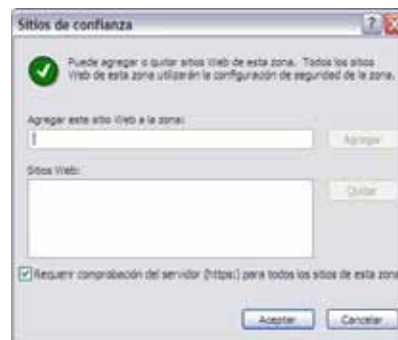 Sitios de confianza
Puede agregar o quitar sitios Web de esta zona. Todos los sitios
Web de esta zona utilizarán la configuración de seguridad de la zona.
Agregar este sitio Web a la zona:
Agregar
Sitios Web:
Quitar
Requerir comprobación del servidor (https:) para todos los sitios de esta zona
Aceptar
Cancelar